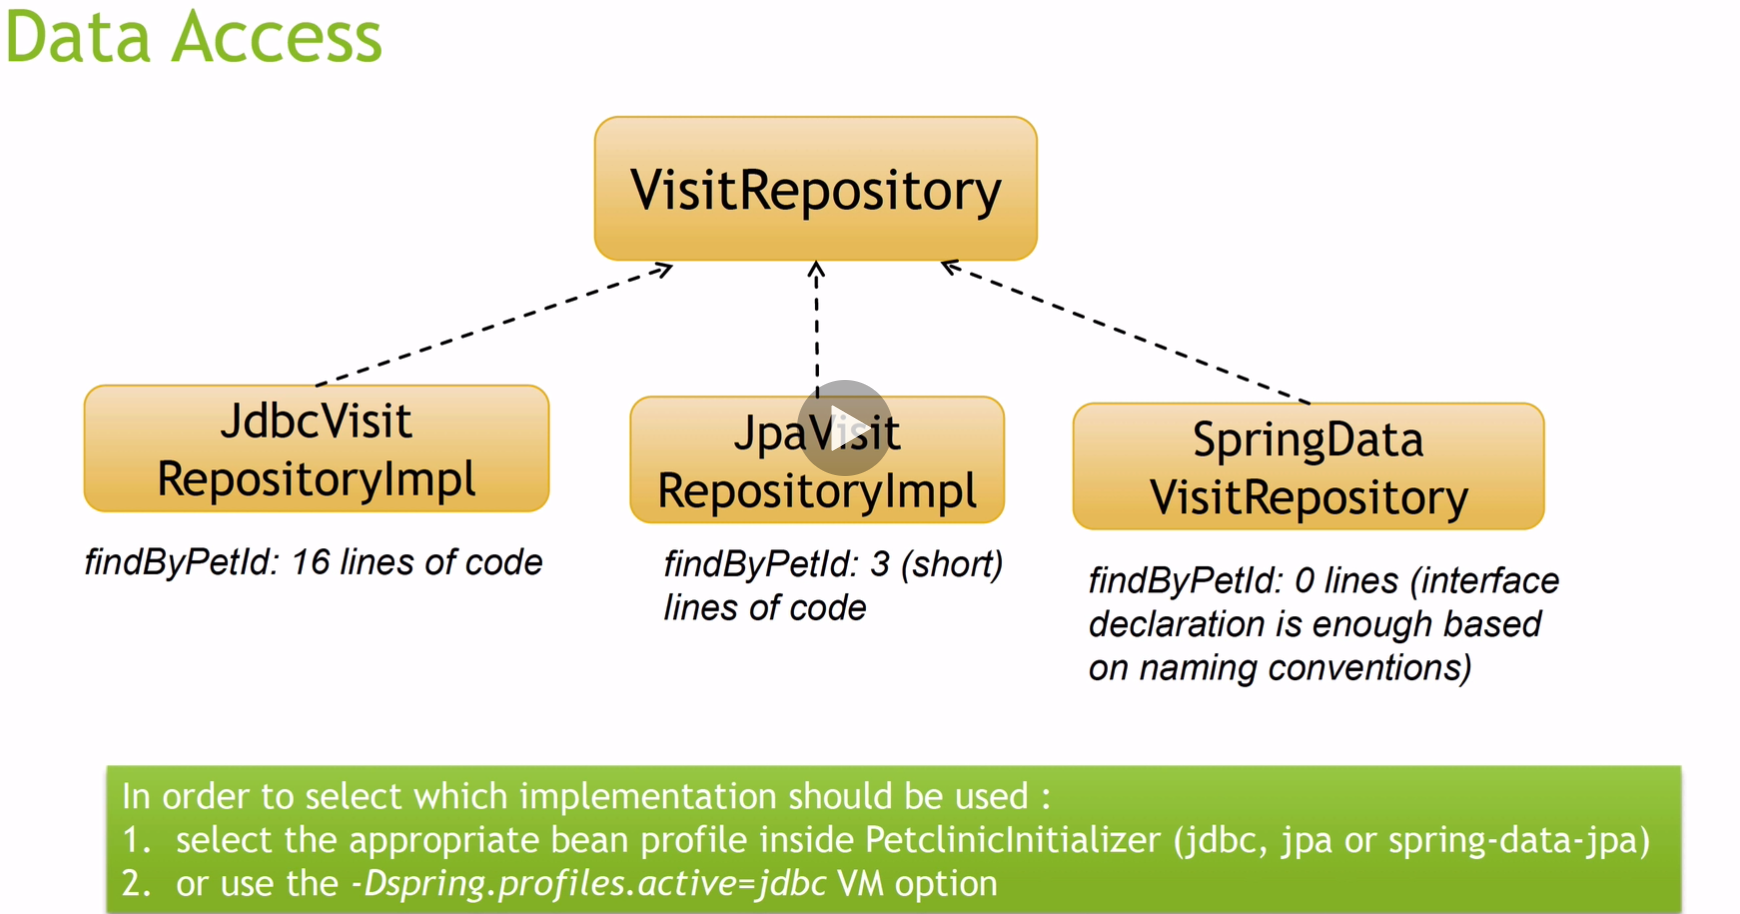 Data Access
VisitRepository
JdbcVisit
RepositoryImpl
JpaVisit
RepositoryImpl
SpringData
VisitRepository
findByPetId: 16 lines of code
findByPetId: 3 (short)
lines of code
findByPetId: 0 lines (interface
declaration is enough based
on naming conventions)
In order to select which implementation should be used :
1. select the appropriate bean profile inside PetclinicInitializer (jdbc, jpa or spring-data-jpa)
2. or use the -Dspring.profiles.active=jdbc VM option